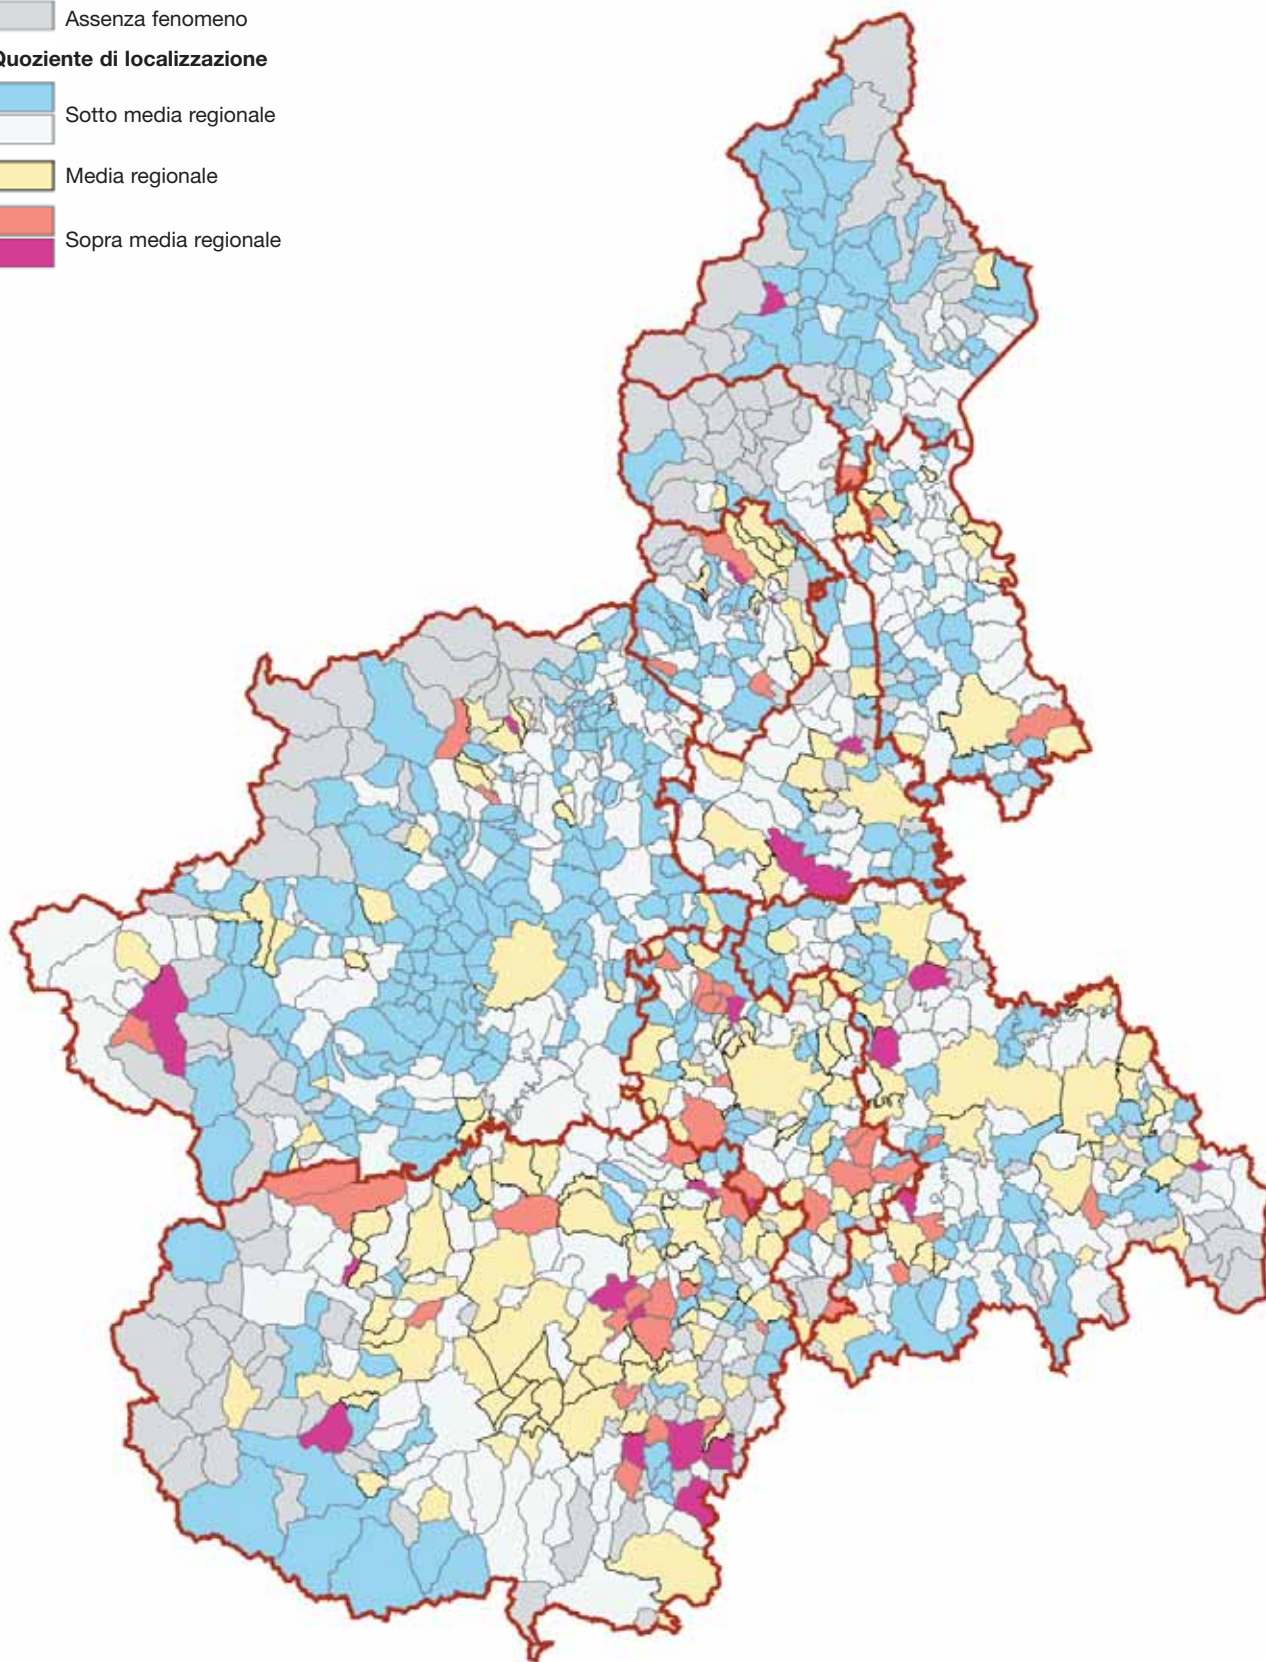 Assenza fenomeno
Quoziente di localizzazione
Sotto media regionale
Media regionale
Sopra media regionale